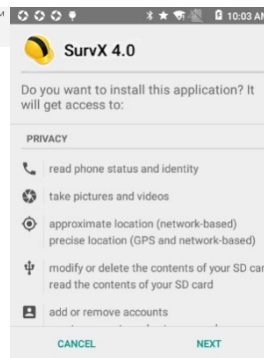 10:03 AM
SurvX 4.0
Do you want to install this application? It
will get access to:
PRIVACY
read phone status and identity
take pictures and videos
approximate location (network-based)
precise location (GPS and network-based)
modify or delete the contents of your SD car
read the contents of your SD card
add or remove accounts
CANCEL NEXT